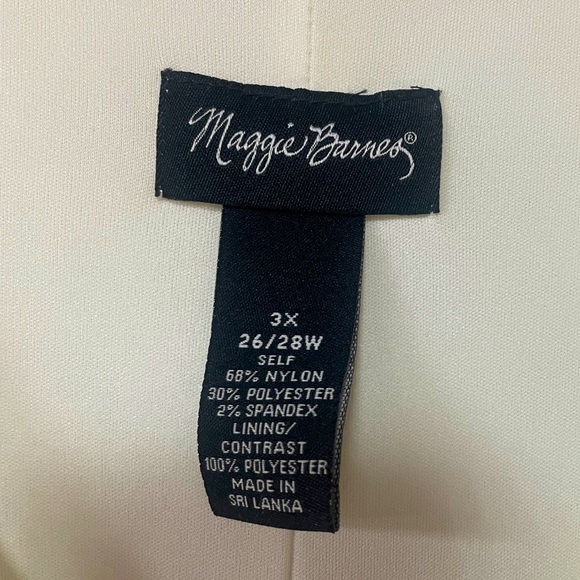 Maggie Barnes®
3X
26/28W
SELF
68% NYLON
30% POLYESTER
2% SPANDEX
LINING/
CONTRAST
100% POLYESTER
MADE IN
SRI LANKA